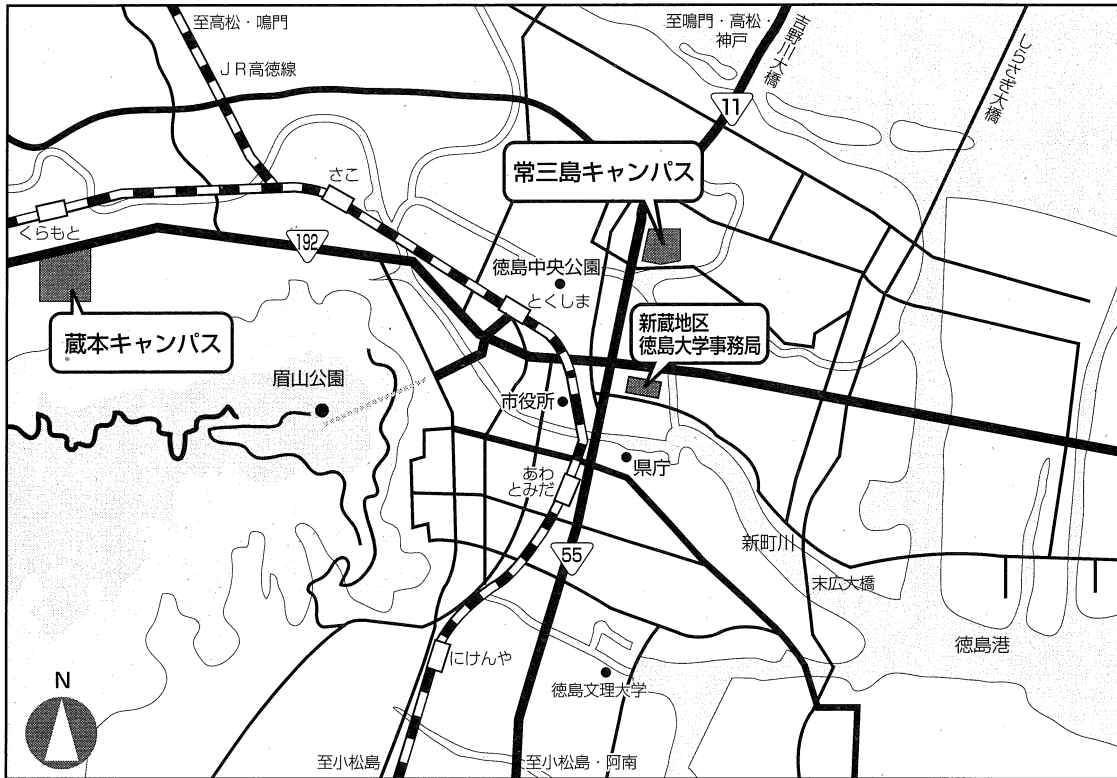 至高松・鳴門
ＪＲ高徳線
至鳴門・高松・
神戸
吉野川大橋
しらさぎ大橋
11
常三島キャンパス
さこ
くらもと
192
徳島中央公園
とくしま
新蔵地区
徳島大学事務局
蔵本キャンパス
眉山公園
市役所
県庁
あわ
とみだ
新町川
55
末広大橋
徳島港
にけんや
徳島文理大学
N
至小松島
至小松島・阿南